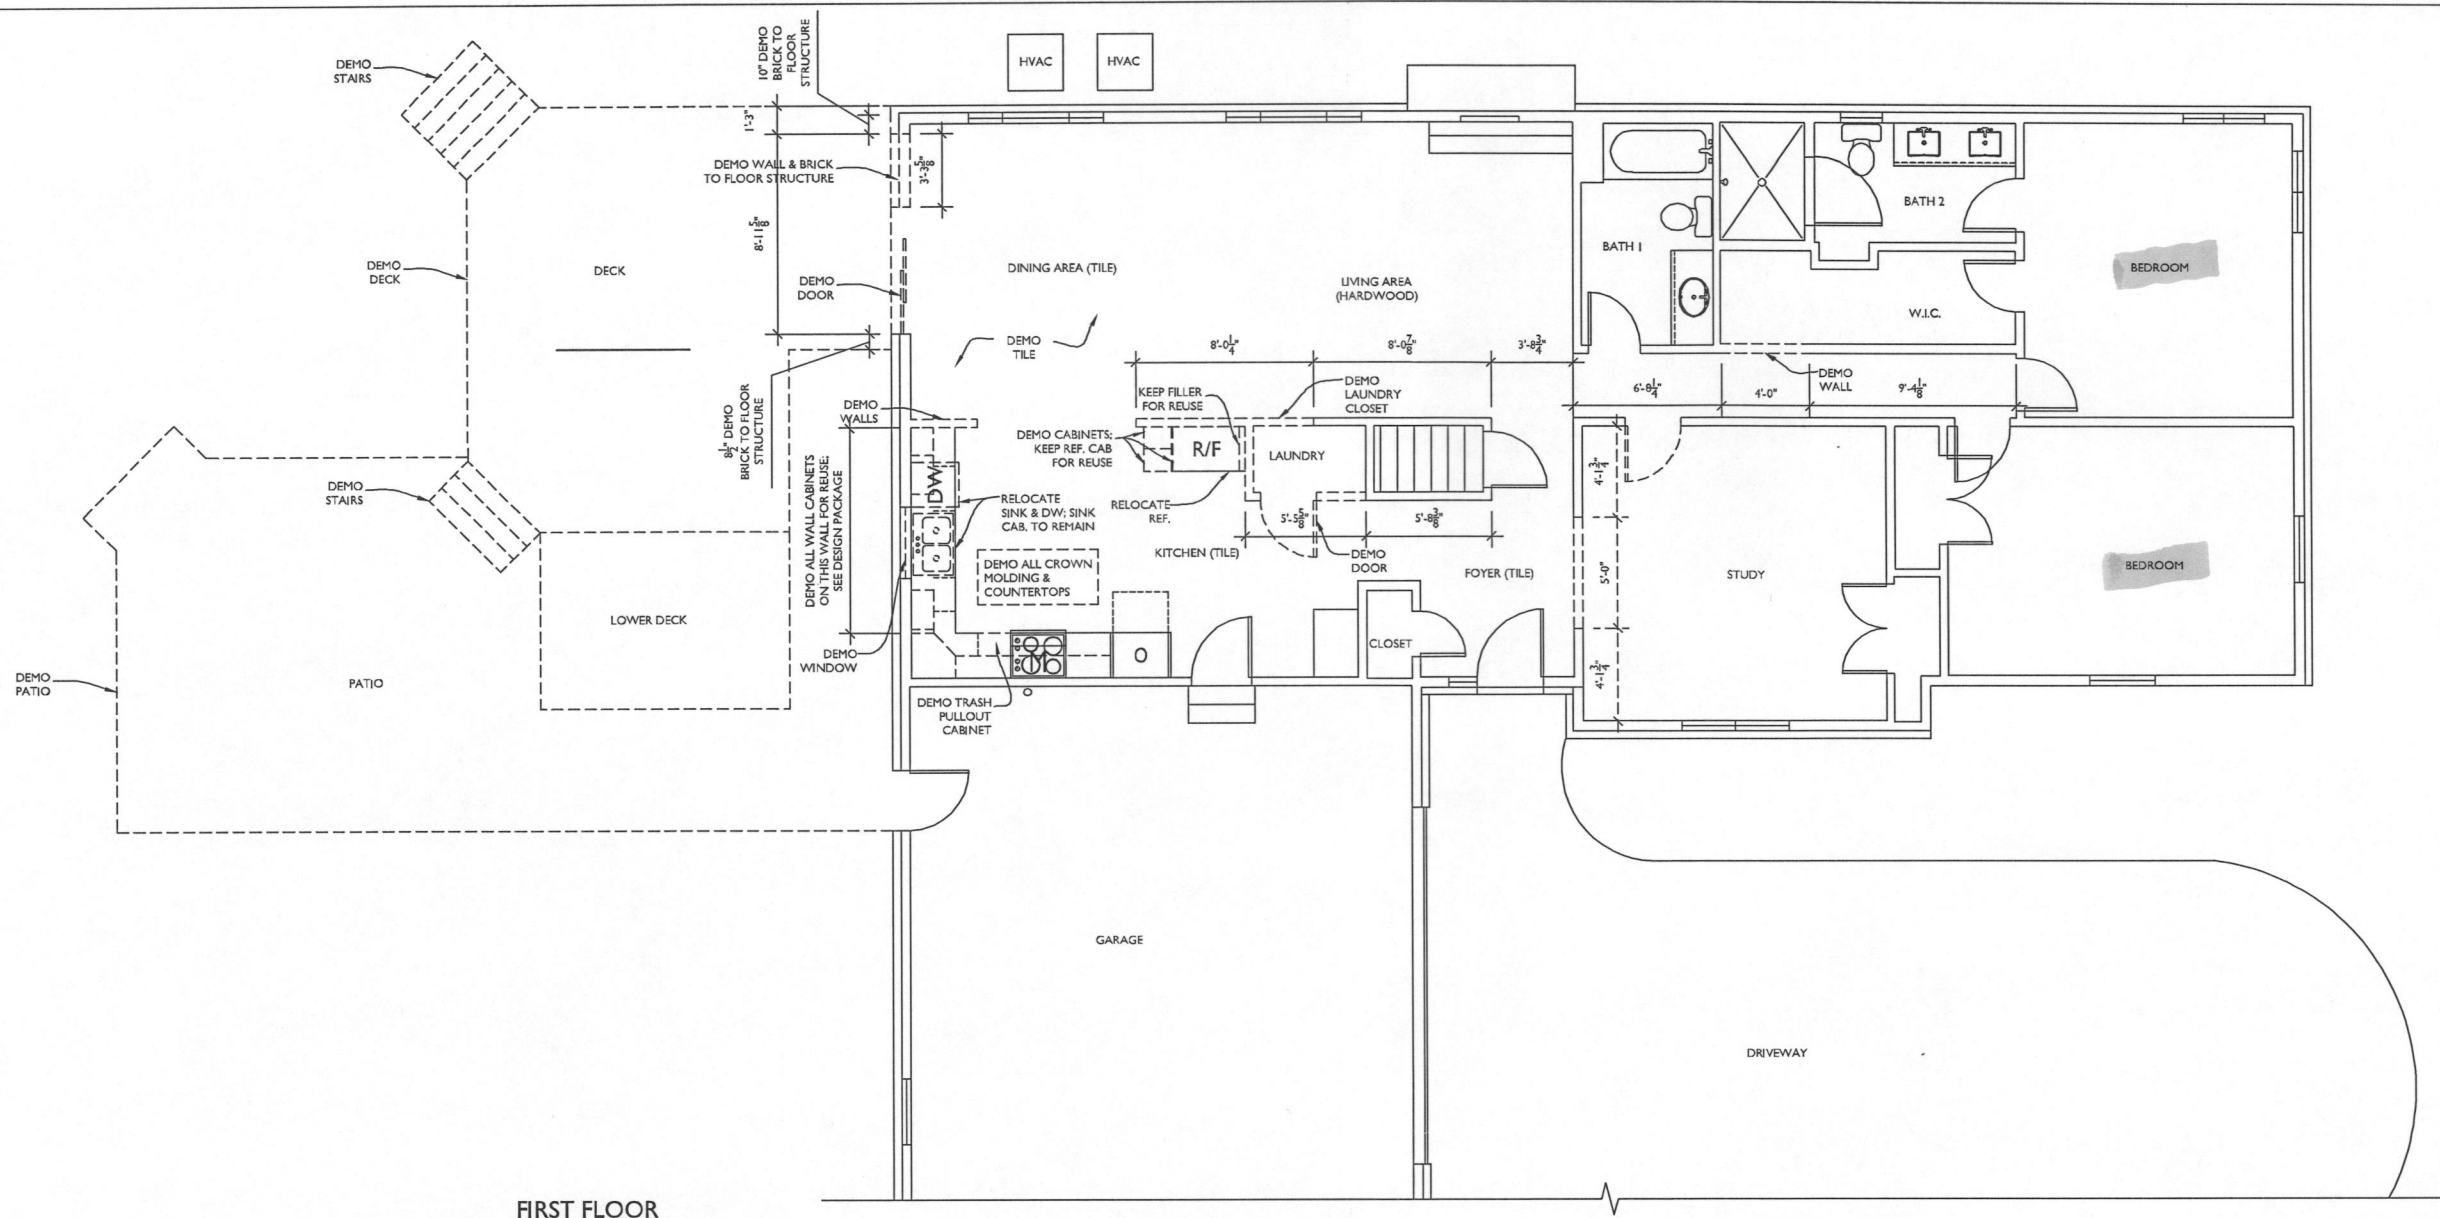 10" DEMO
BRICK TO
FLOOR
STRUCTURE
HVAC
HVAC
DEMO
STAIRS
1'-3"
DEMO WALL & BRICK
TO FLOOR STRUCTURE
3'-3 5/8"
8'-11 5/8"
DEMO
DECK
DECK
DEMO
DOOR
DINING AREA (TILE)
LIVING AREA
(HARDWOOD)
BATH 1
BATH 2
W.I.C.
BEDROOM
DEMO
TILE
8'-0 1/4"
8'-0 7/8"
3'-8 3/4"
DEMO
WALL
6'-8 1/4"
4'-0"
9'-4 1/8"
8 1/2" DEMO
BRICK TO FLOOR
STRUCTURE
DEMO
WALLS
KEEP FILLER
FOR REUSE
DEMO
LAUNDRY
CLOSET
DEMO CABINETS;
KEEP REF. CAB
FOR REUSE
R/F
LAUNDRY
4'-1 3/4"
DEMO ALL WALL CABINETS
ON THIS WALL FOR REUSE;
SEE DESIGN PACKAGE
DW
DEMO
STAIRS
RELOCATE
SINK & DW; SINK
CAB. TO REMAIN
RELOCATE
REF.
5'-5 5/8"
5'-8 3/8"
KITCHEN (TILE)
DEMO
DOOR
DEMO ALL CROWN
MOLDING &
COUNTERTOPS
FOYER (TILE)
5'-0"
STUDY
BEDROOM
LOWER DECK
DEMO
WINDOW
M
O
CLOSET
4'-1 3/4"
DEMO
PATIO
PATIO
DEMO TRASH
PULLOUT
CABINET
GARAGE
DRIVEWAY
FIRST FLOOR